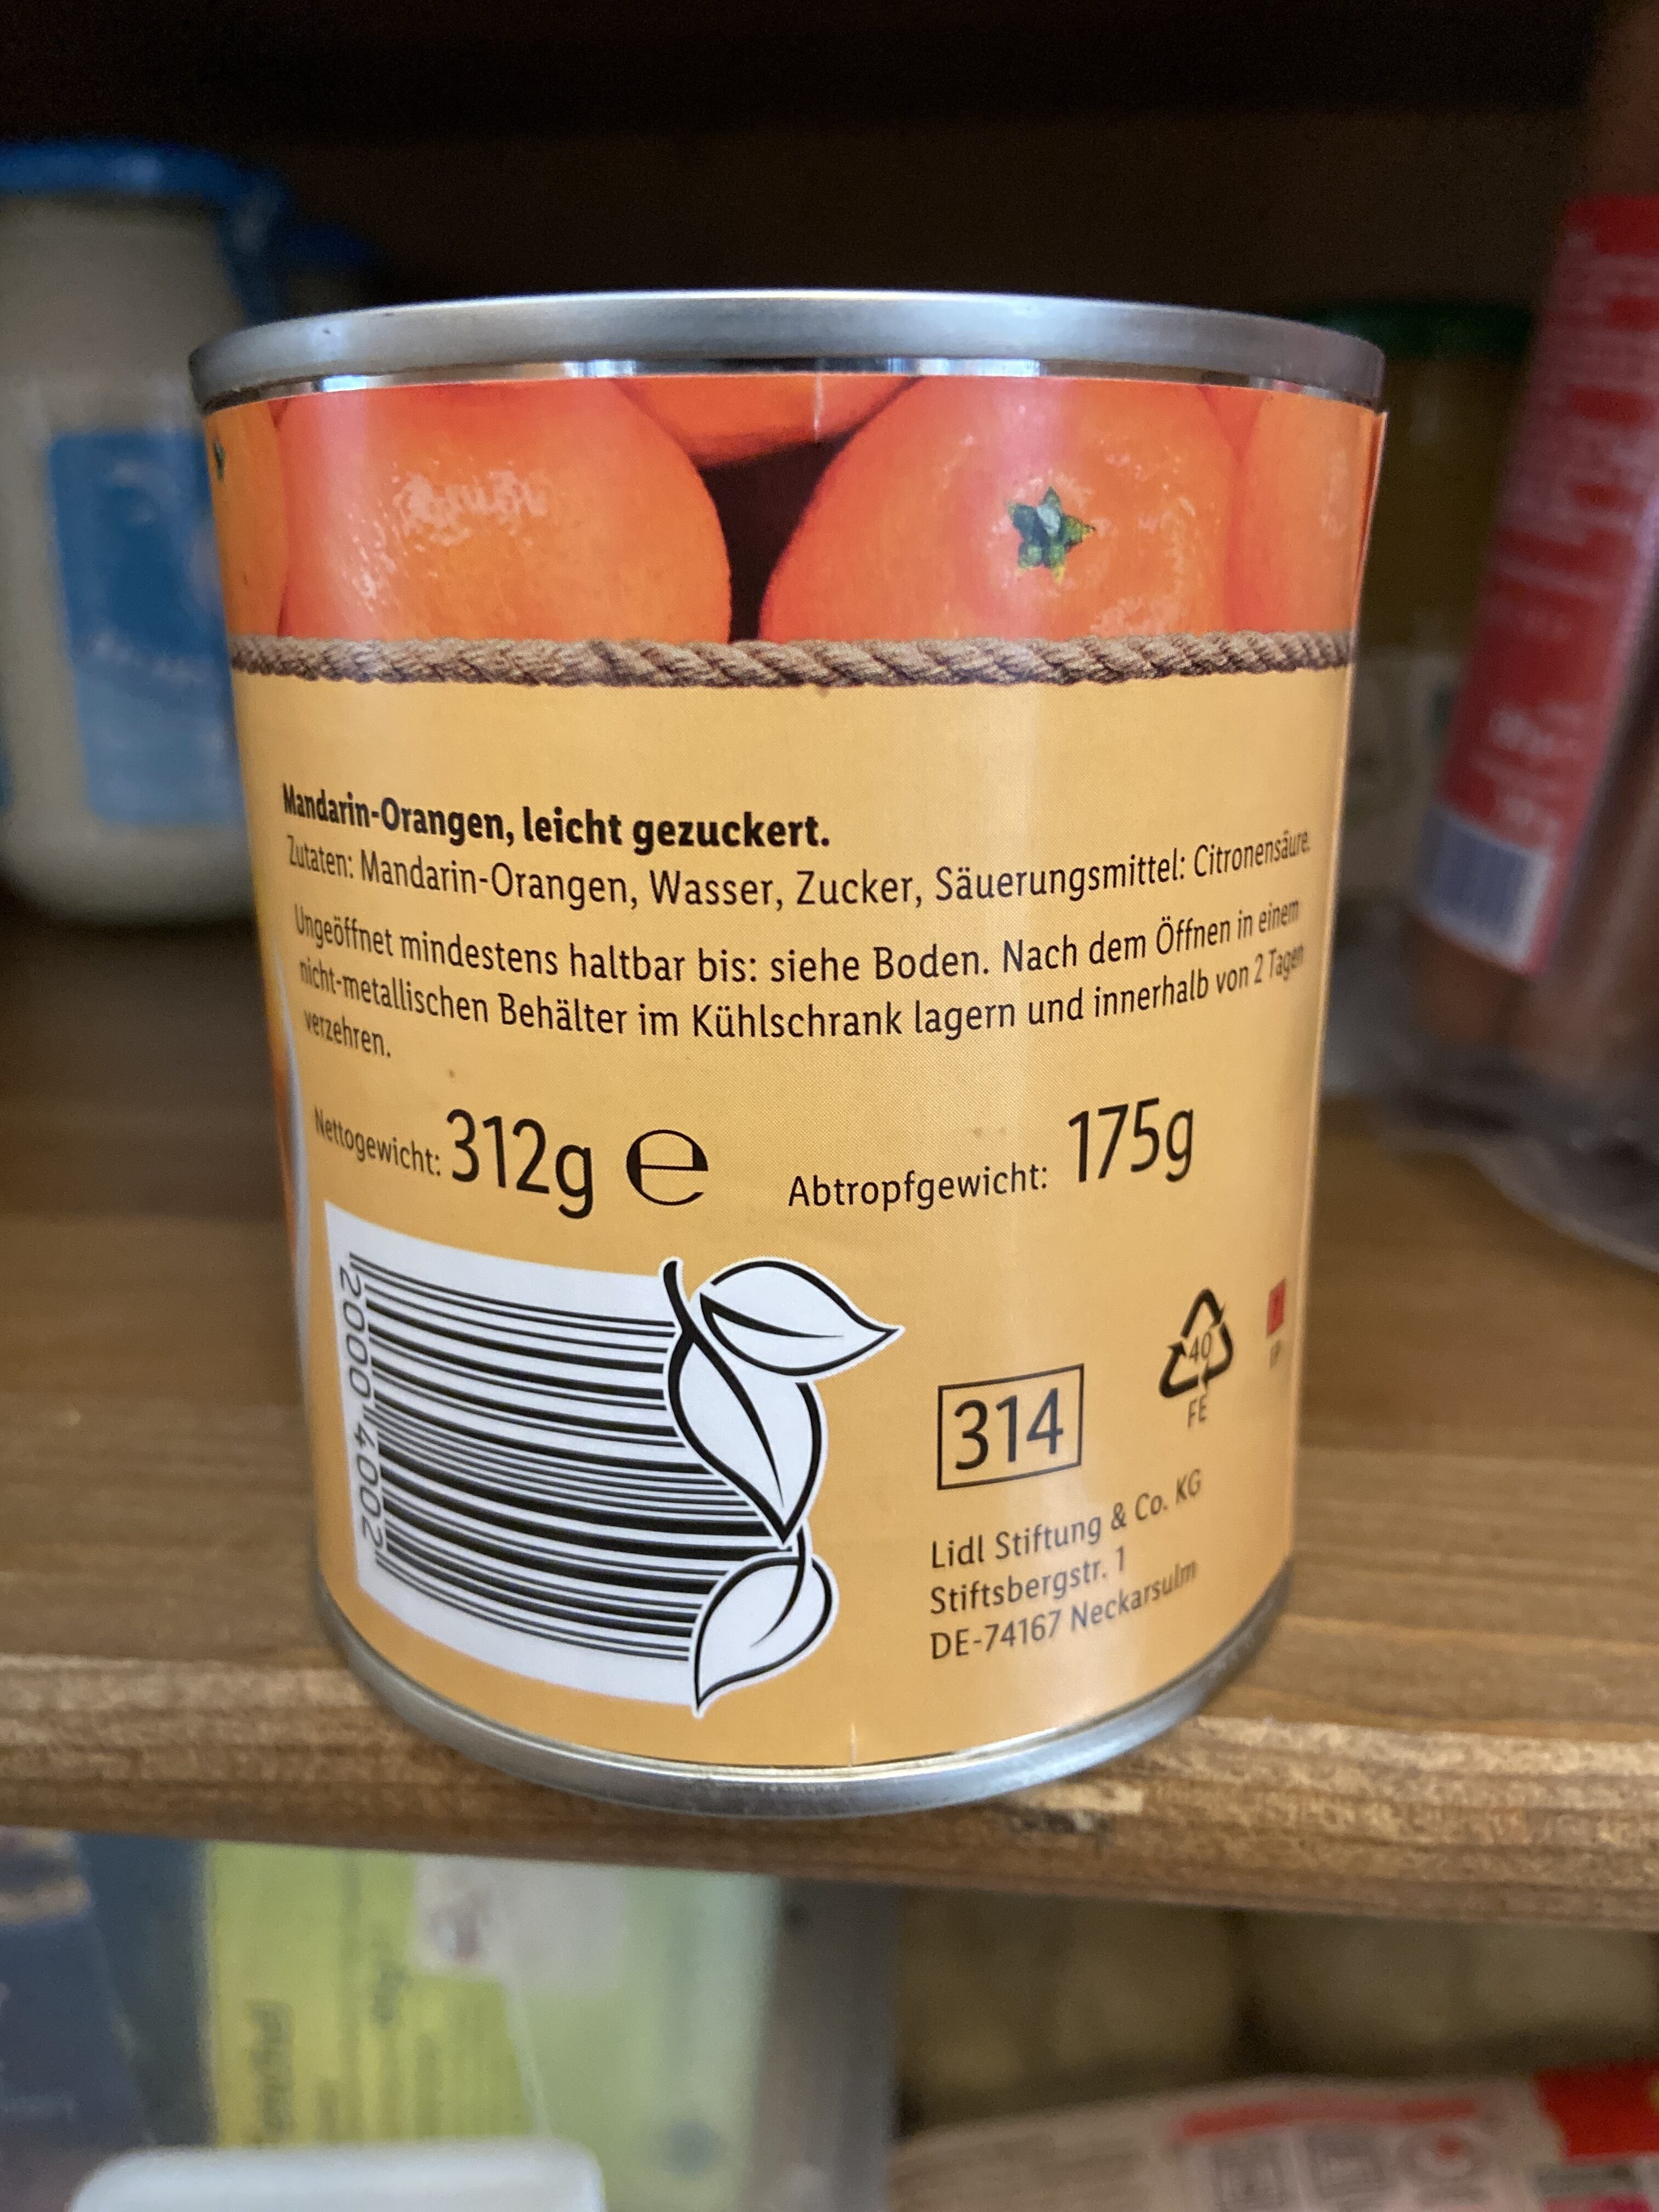 Mandarin-Orangen, leicht gezuckert.
Zutaten: Mandarin-Orangen, Wasser, Zucker, Säuerungsmittel: Citronensäure.
Ungeöffnet mindestens haltbar bis: siehe Boden. Nach dem Öffnen in einem
nicht-metallischen Behälter im Kühlschrank lagern und innerhalb von 2 Tagen
verzehren.
Nettogewicht: 312g e
Abtropfgewicht: 175g
2000 4002
314
40
FE
Lidl Stiftung & Co. KG
Stiftsbergstr. 1
DE-74167 Neckarsulm